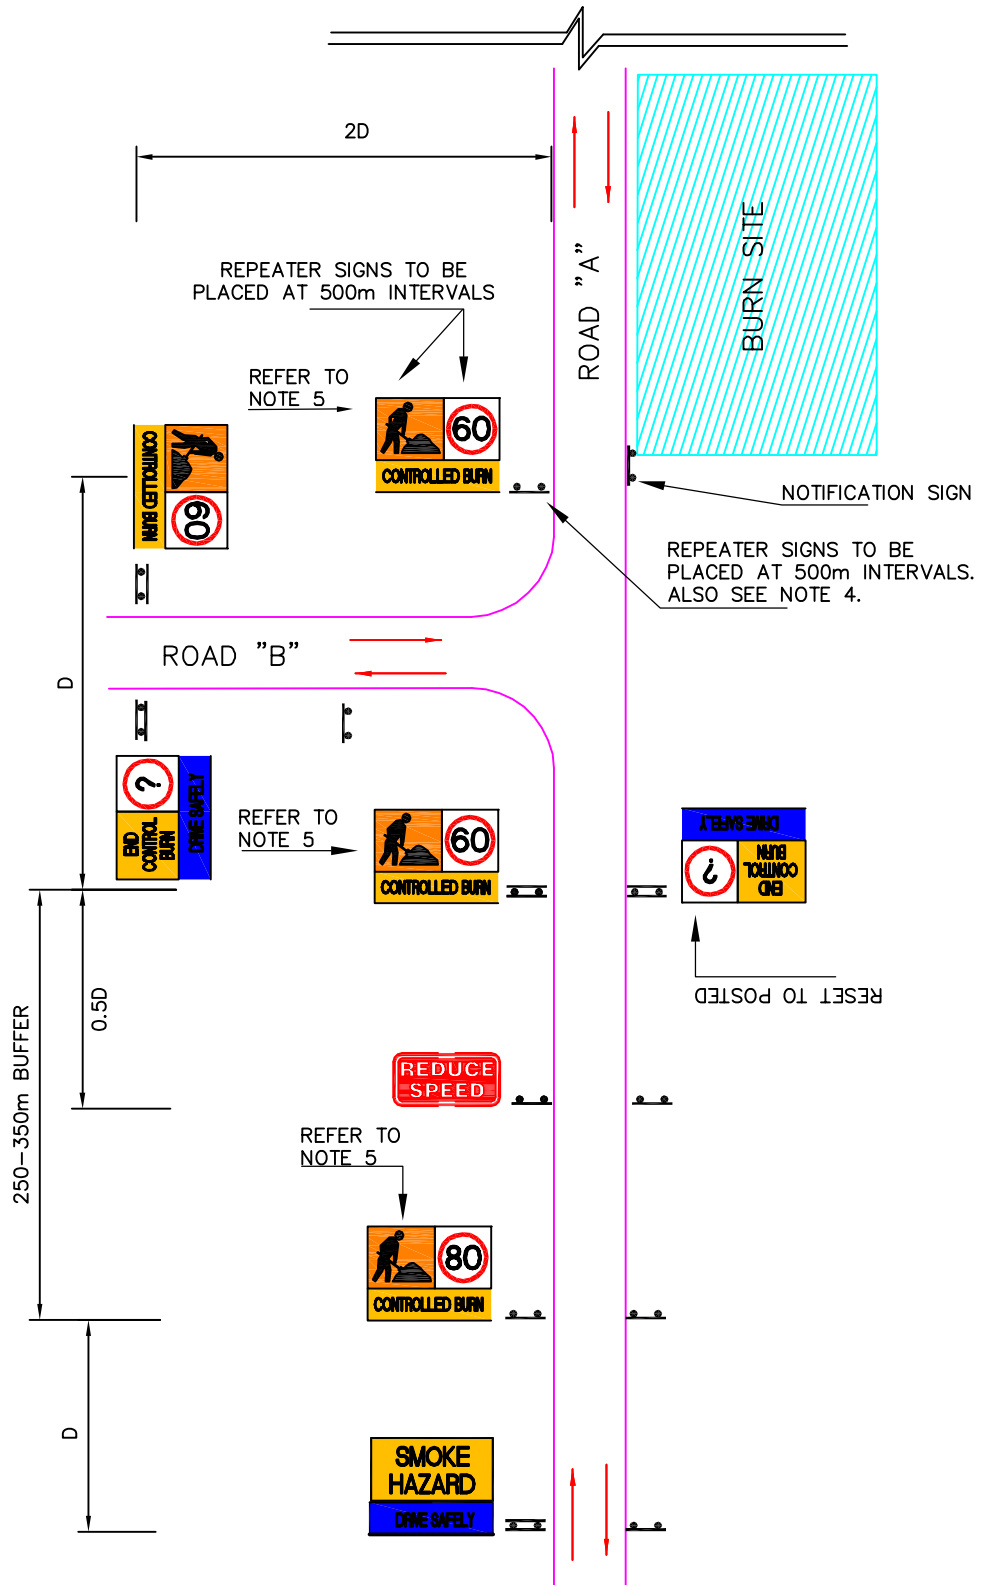 2D
REPEATER SIGNS TO BE
PLACED AT 500m INTERVALS
ROAD "A"
BURN SITE
REFER TO
NOTE 5
60
CONTROLLED BURN
60
CONTROLLED BURN
NOTIFICATION SIGN
REPEATER SIGNS TO BE
PLACED AT 500m INTERVALS.
ALSO SEE NOTE 4.
ROAD "B"
D
?
END
CONTROL
BURN
DRIVE SAFELY
REFER TO
NOTE 5
60
CONTROLLED BURN
DRIVE SAFELY
?
END
CONTROL
BURN
RESET TO POSTED
250-350m BUFFER
0.5D
REDUCE
SPEED
REFER TO
NOTE 5
80
CONTROLLED BURN
D
SMOKE
HAZARD
DRIVE SAFELY